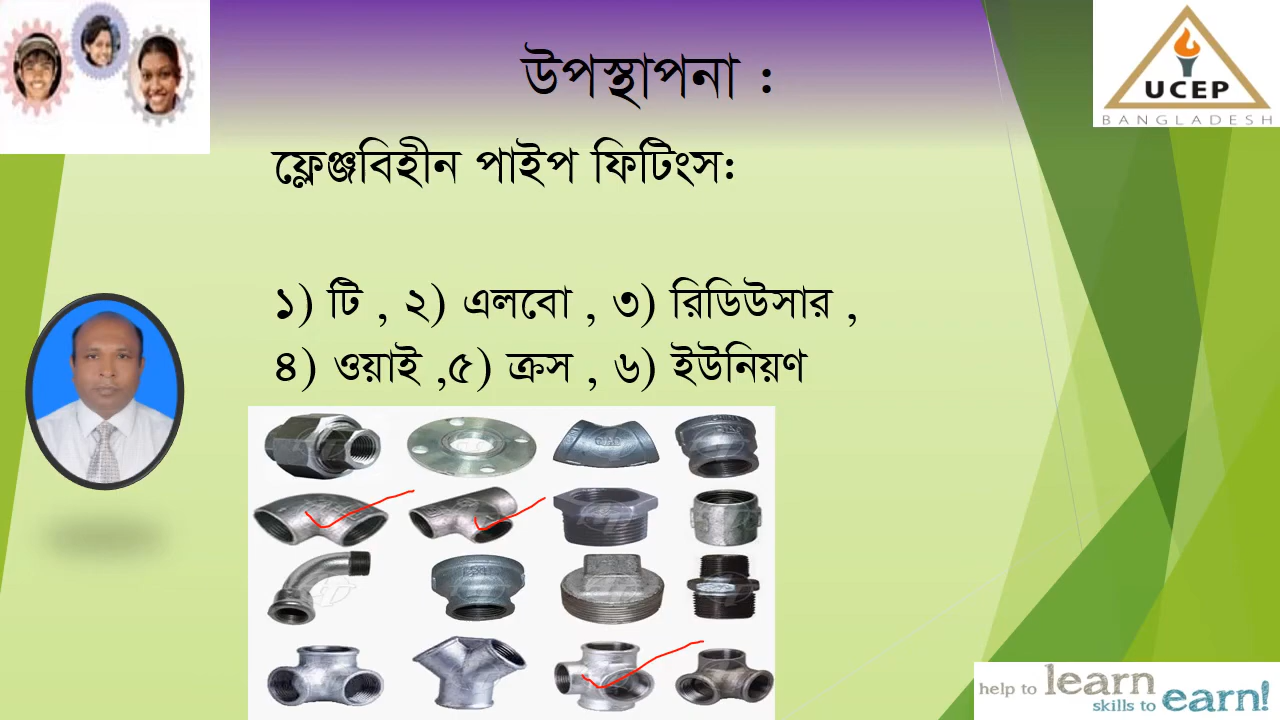 উপস্থাপনা :
UCEP
BANGLADESH
ফ্লেঞ্জবিহীন পাইপ ফিটিংস:
১) টি , ২) এলবো , ৩) রিডিউসার ,
৪) ওয়াই ,৫) ক্রস , ৬) ইউনিয়ণ
help to learn
skills to earn!